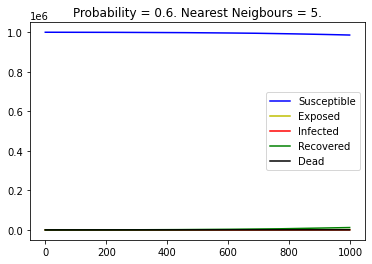 Probability = 0.6. Nearest Neigbours = 5.
1e6
1.0
0.8
0.6
0.4
0.2
0.0
Susceptible
Exposed
Infected
Recovered
Dead
0 200 400 600 800 1000